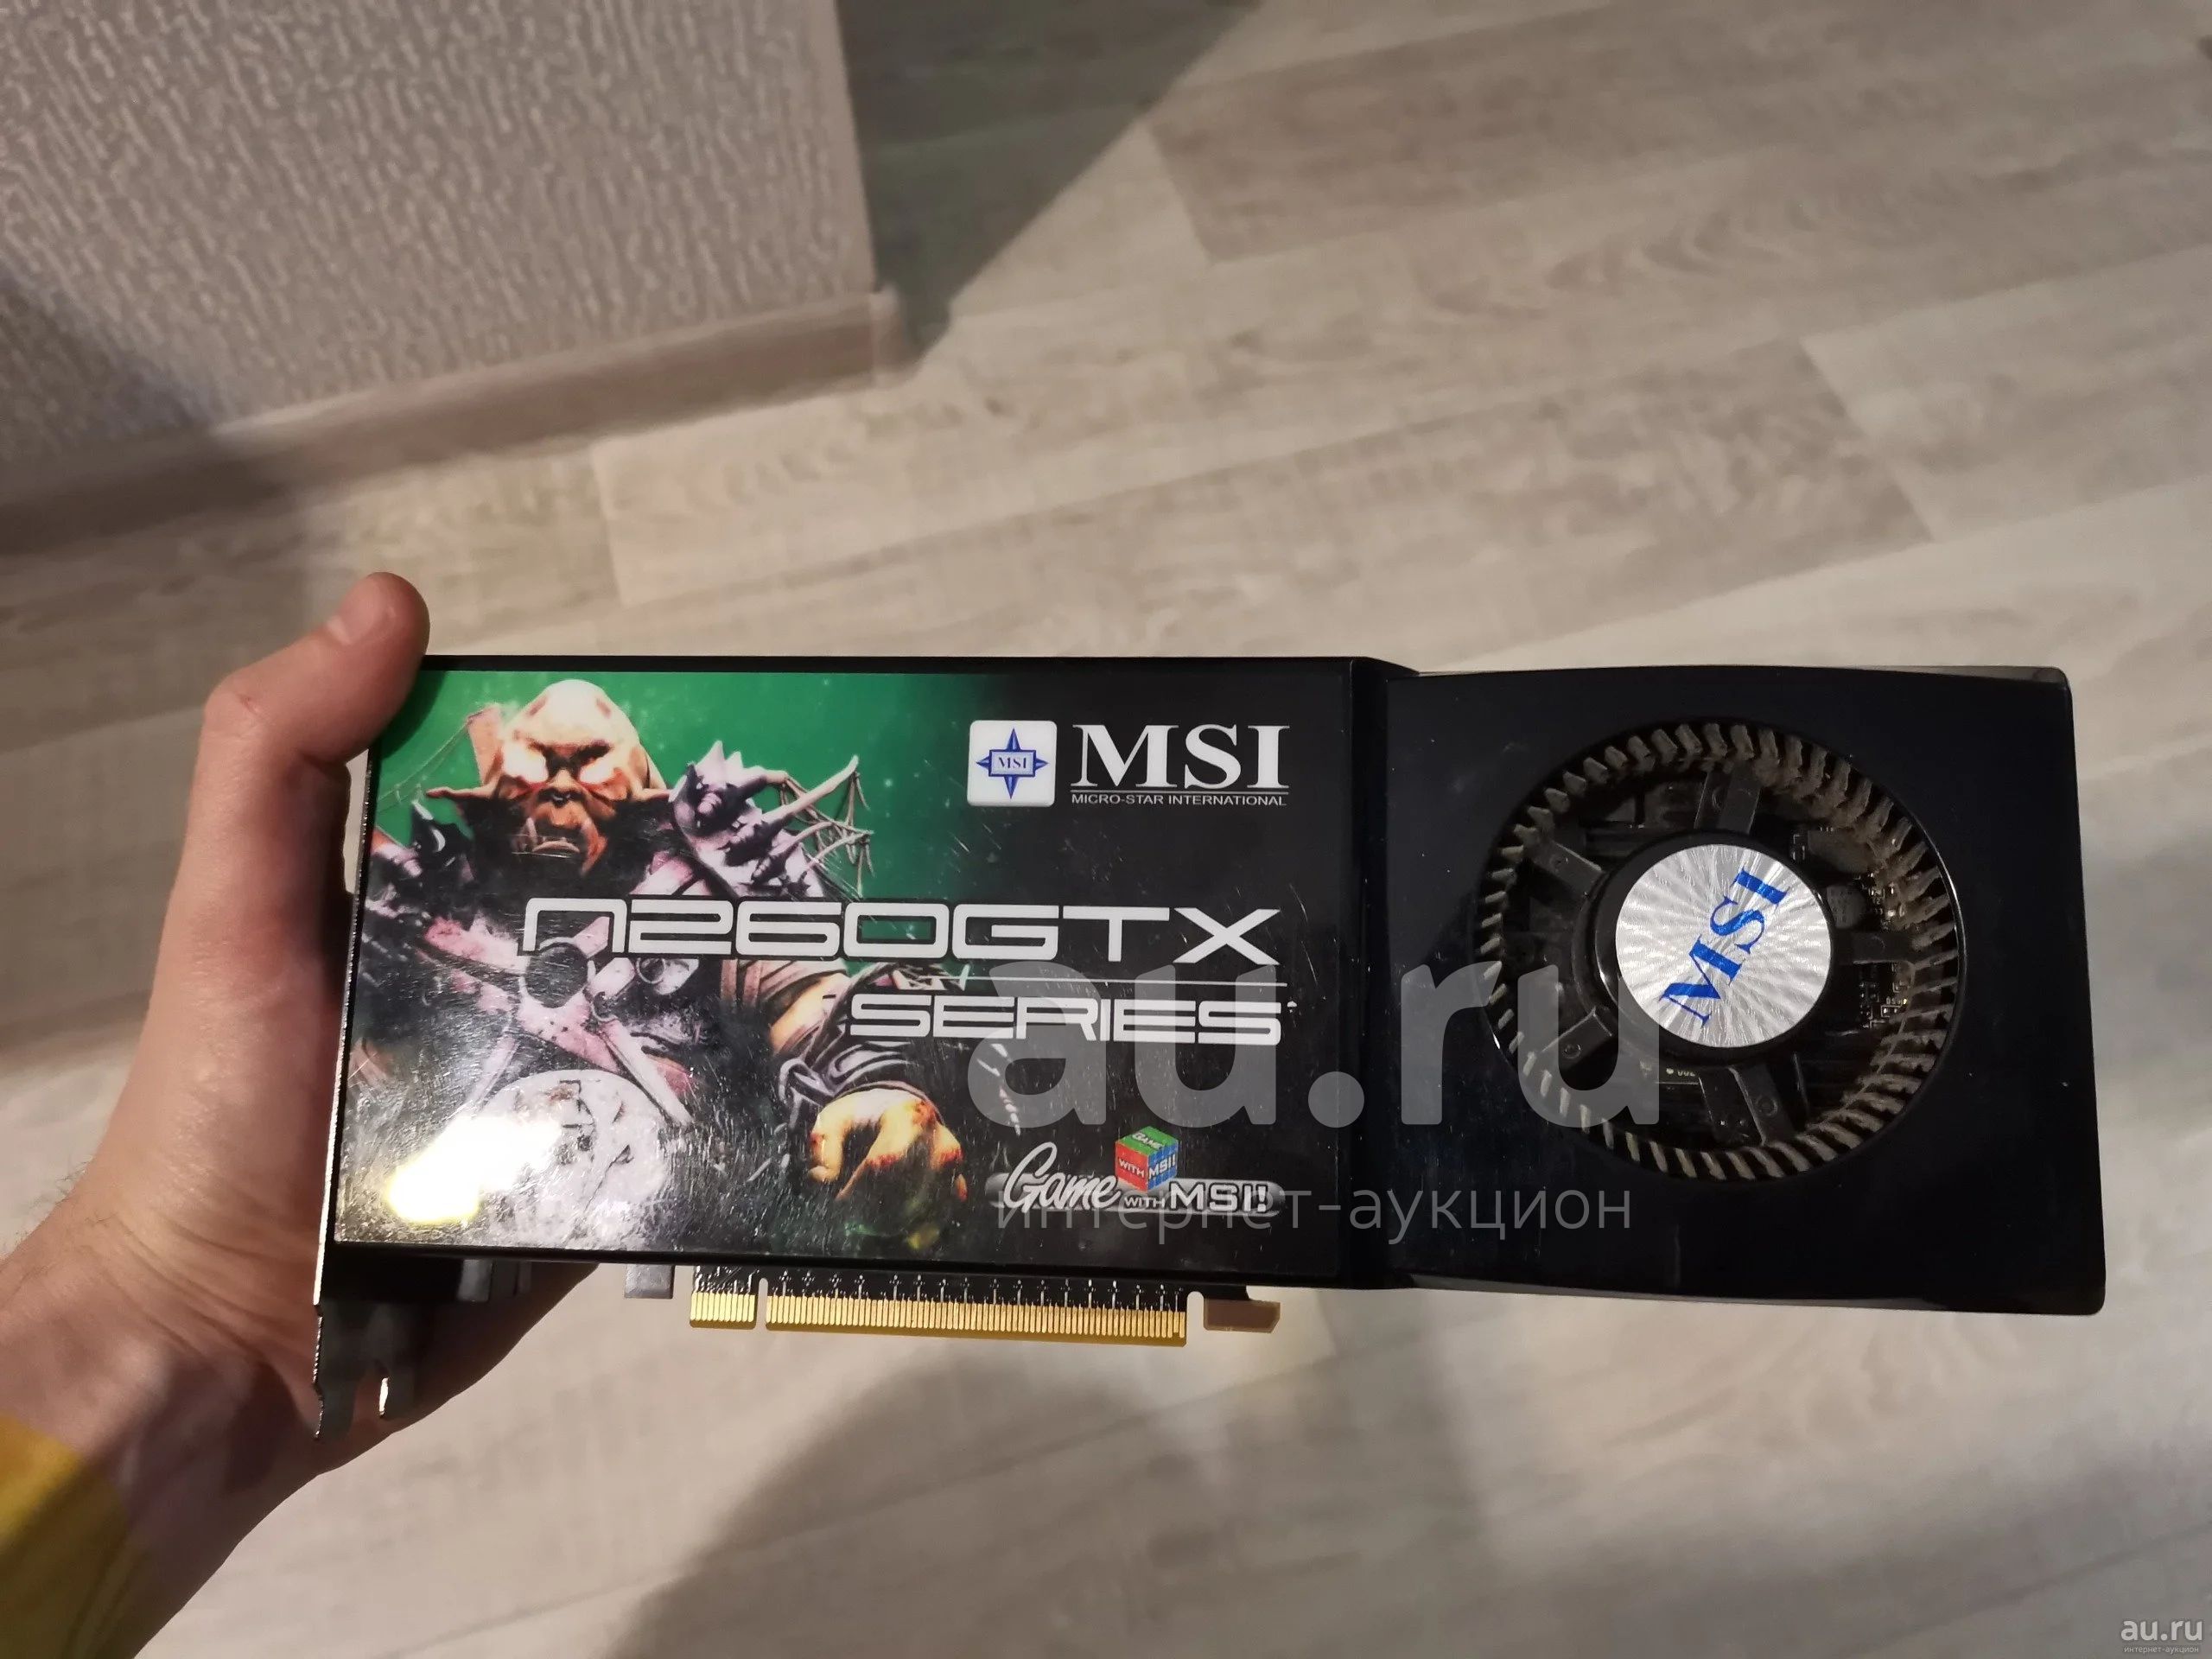 MSI
MSI
MICRO-STAR INTERNATIONAL
N260GTX
SERIES
MSI
au.ru
GAME
WITH MSI!
Game WITH MSI!
интернет-аукцион
au.ru
интернет-аукцион